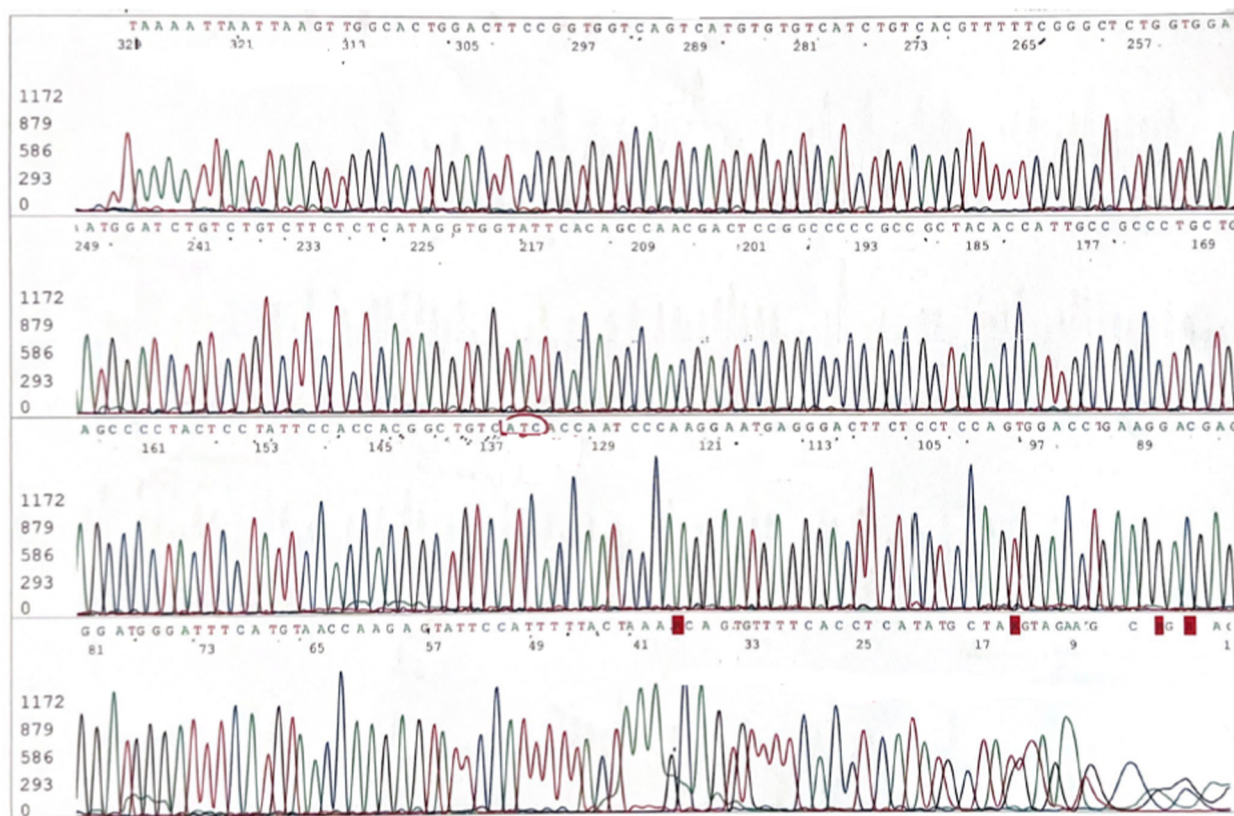 TAAAATTAATTAAGTTGGCACTGGACTTCCGGTGGTCAGTCATGTGTGTCATCTGTCACGTTTTTCGGGCTCTGGTGGA
321 313 305 297 289 281 273 265 257
1172
879
586
293
0
ATGGATCTGTCTGTCTTCTCTCATAGGTGGTATTCACAGCCAACGACTCCGGCCCCCGCCGCTACACCATTGCCGCCCTGCTG
249 241 233 225 217 209 201 193 185 177 169
1172
879
586
293
0
AGCCCCTACTCCTATTCCACCACGGCTGTCATCACCAATCCCAAGGAATGAGGGACTTCTCCTCCAGTGGACCTGAAGGACGAG
161 153 145 137 129 121 113 105 97 89
1172
879
586
293
0
GGATGGGATTTCATGTAACCAAGAGTATTCCATTTTTACTAAA CAGTGTTTTCACCTCATATGCTA GTAGAA G C G A
81 73 65 57 49 41 33 25 17 9 1
1172
879
586
293
0